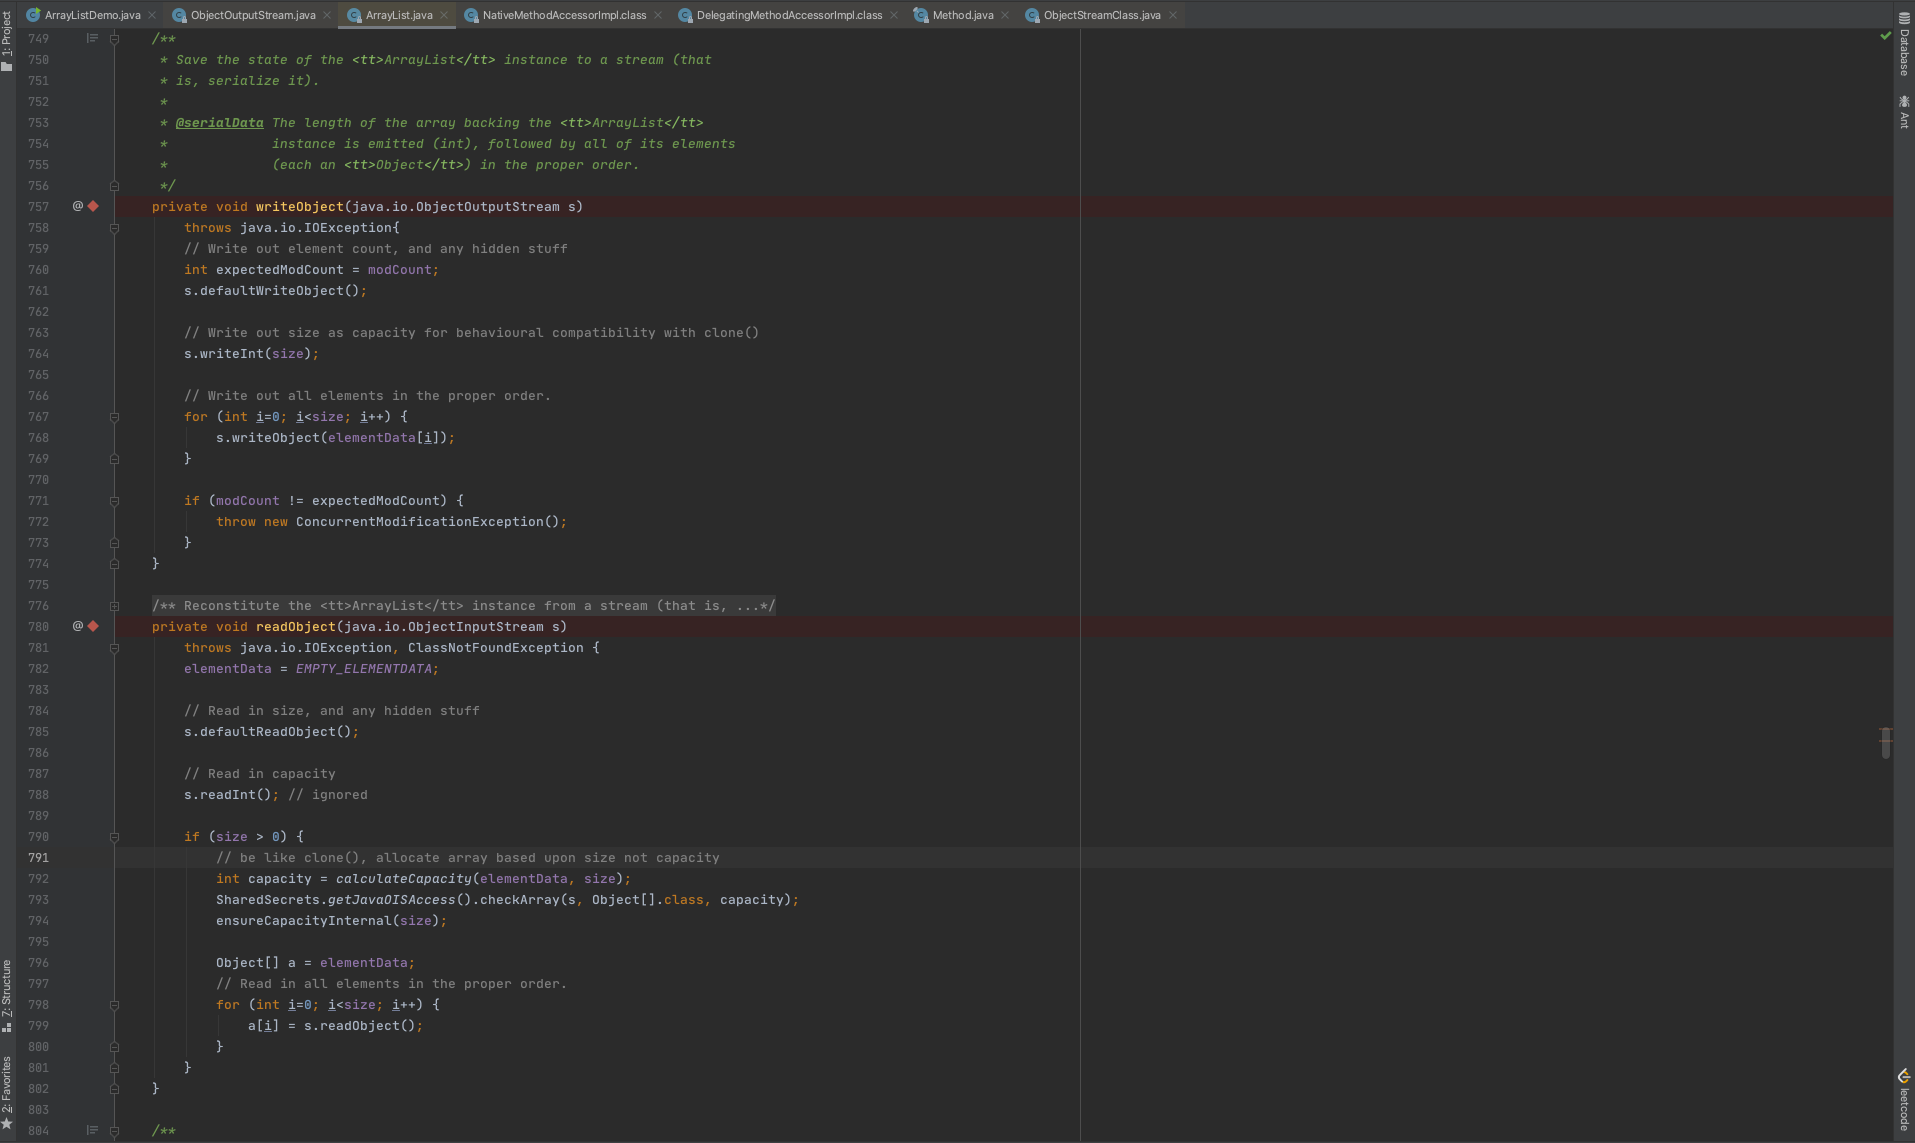 ArrayListDemo.java ObjectOutputStream.java ArrayList.java NativeMethodAccessorImpl.class DelegatingMethodAccessorImpl.class Method.java ObjectStreamClass.java
1: Project
7: Structure
2: Favorites
Database
Ant
leetcode
749 /**
750 * Save the state of the <tt>ArrayList</tt> instance to a stream (that
751 * is, serialize it).
752 *
753 * @serialData The length of the array backing the <tt>ArrayList</tt>
754 * instance is emitted (int), followed by all of its elements
755 * (each an <tt>Object</tt>) in the proper order.
756 */
757 @ private void writeObject(java.io.ObjectOutputStream s)
758 throws java.io.IOException{
759 // Write out element count, and any hidden stuff
760 int expectedModCount = modCount;
761 s.defaultWriteObject();
762
763 // Write out size as capacity for behavioural compatibility with clone()
764 s.writeInt(size);
765
766 // Write out all elements in the proper order.
767 for (int i=0; i<size; i++) {
768 s.writeObject(elementData[i]);
769 }
770
771 if (modCount != expectedModCount) {
772 throw new ConcurrentModificationException();
773 }
774 }
775
776 /** Reconstitute the <tt>ArrayList</tt> instance from a stream (that is, ...*/
780 @ private void readObject(java.io.ObjectInputStream s)
781 throws java.io.IOException, ClassNotFoundException {
782 elementData = EMPTY_ELEMENTDATA;
783
784 // Read in size, and any hidden stuff
785 s.defaultReadObject();
786
787 // Read in capacity
788 s.readInt(); // ignored
789
790 if (size > 0) {
791 // be like clone(), allocate array based upon size not capacity
792 int capacity = calculateCapacity(elementData, size);
793 SharedSecrets.getJavaOISAccess().checkArray(s, Object[].class, capacity);
794 ensureCapacityInternal(size);
795
796 Object[] a = elementData;
797 // Read in all elements in the proper order.
798 for (int i=0; i<size; i++) {
799 a[i] = s.readObject();
800 }
801 }
802 }
803
804 /**